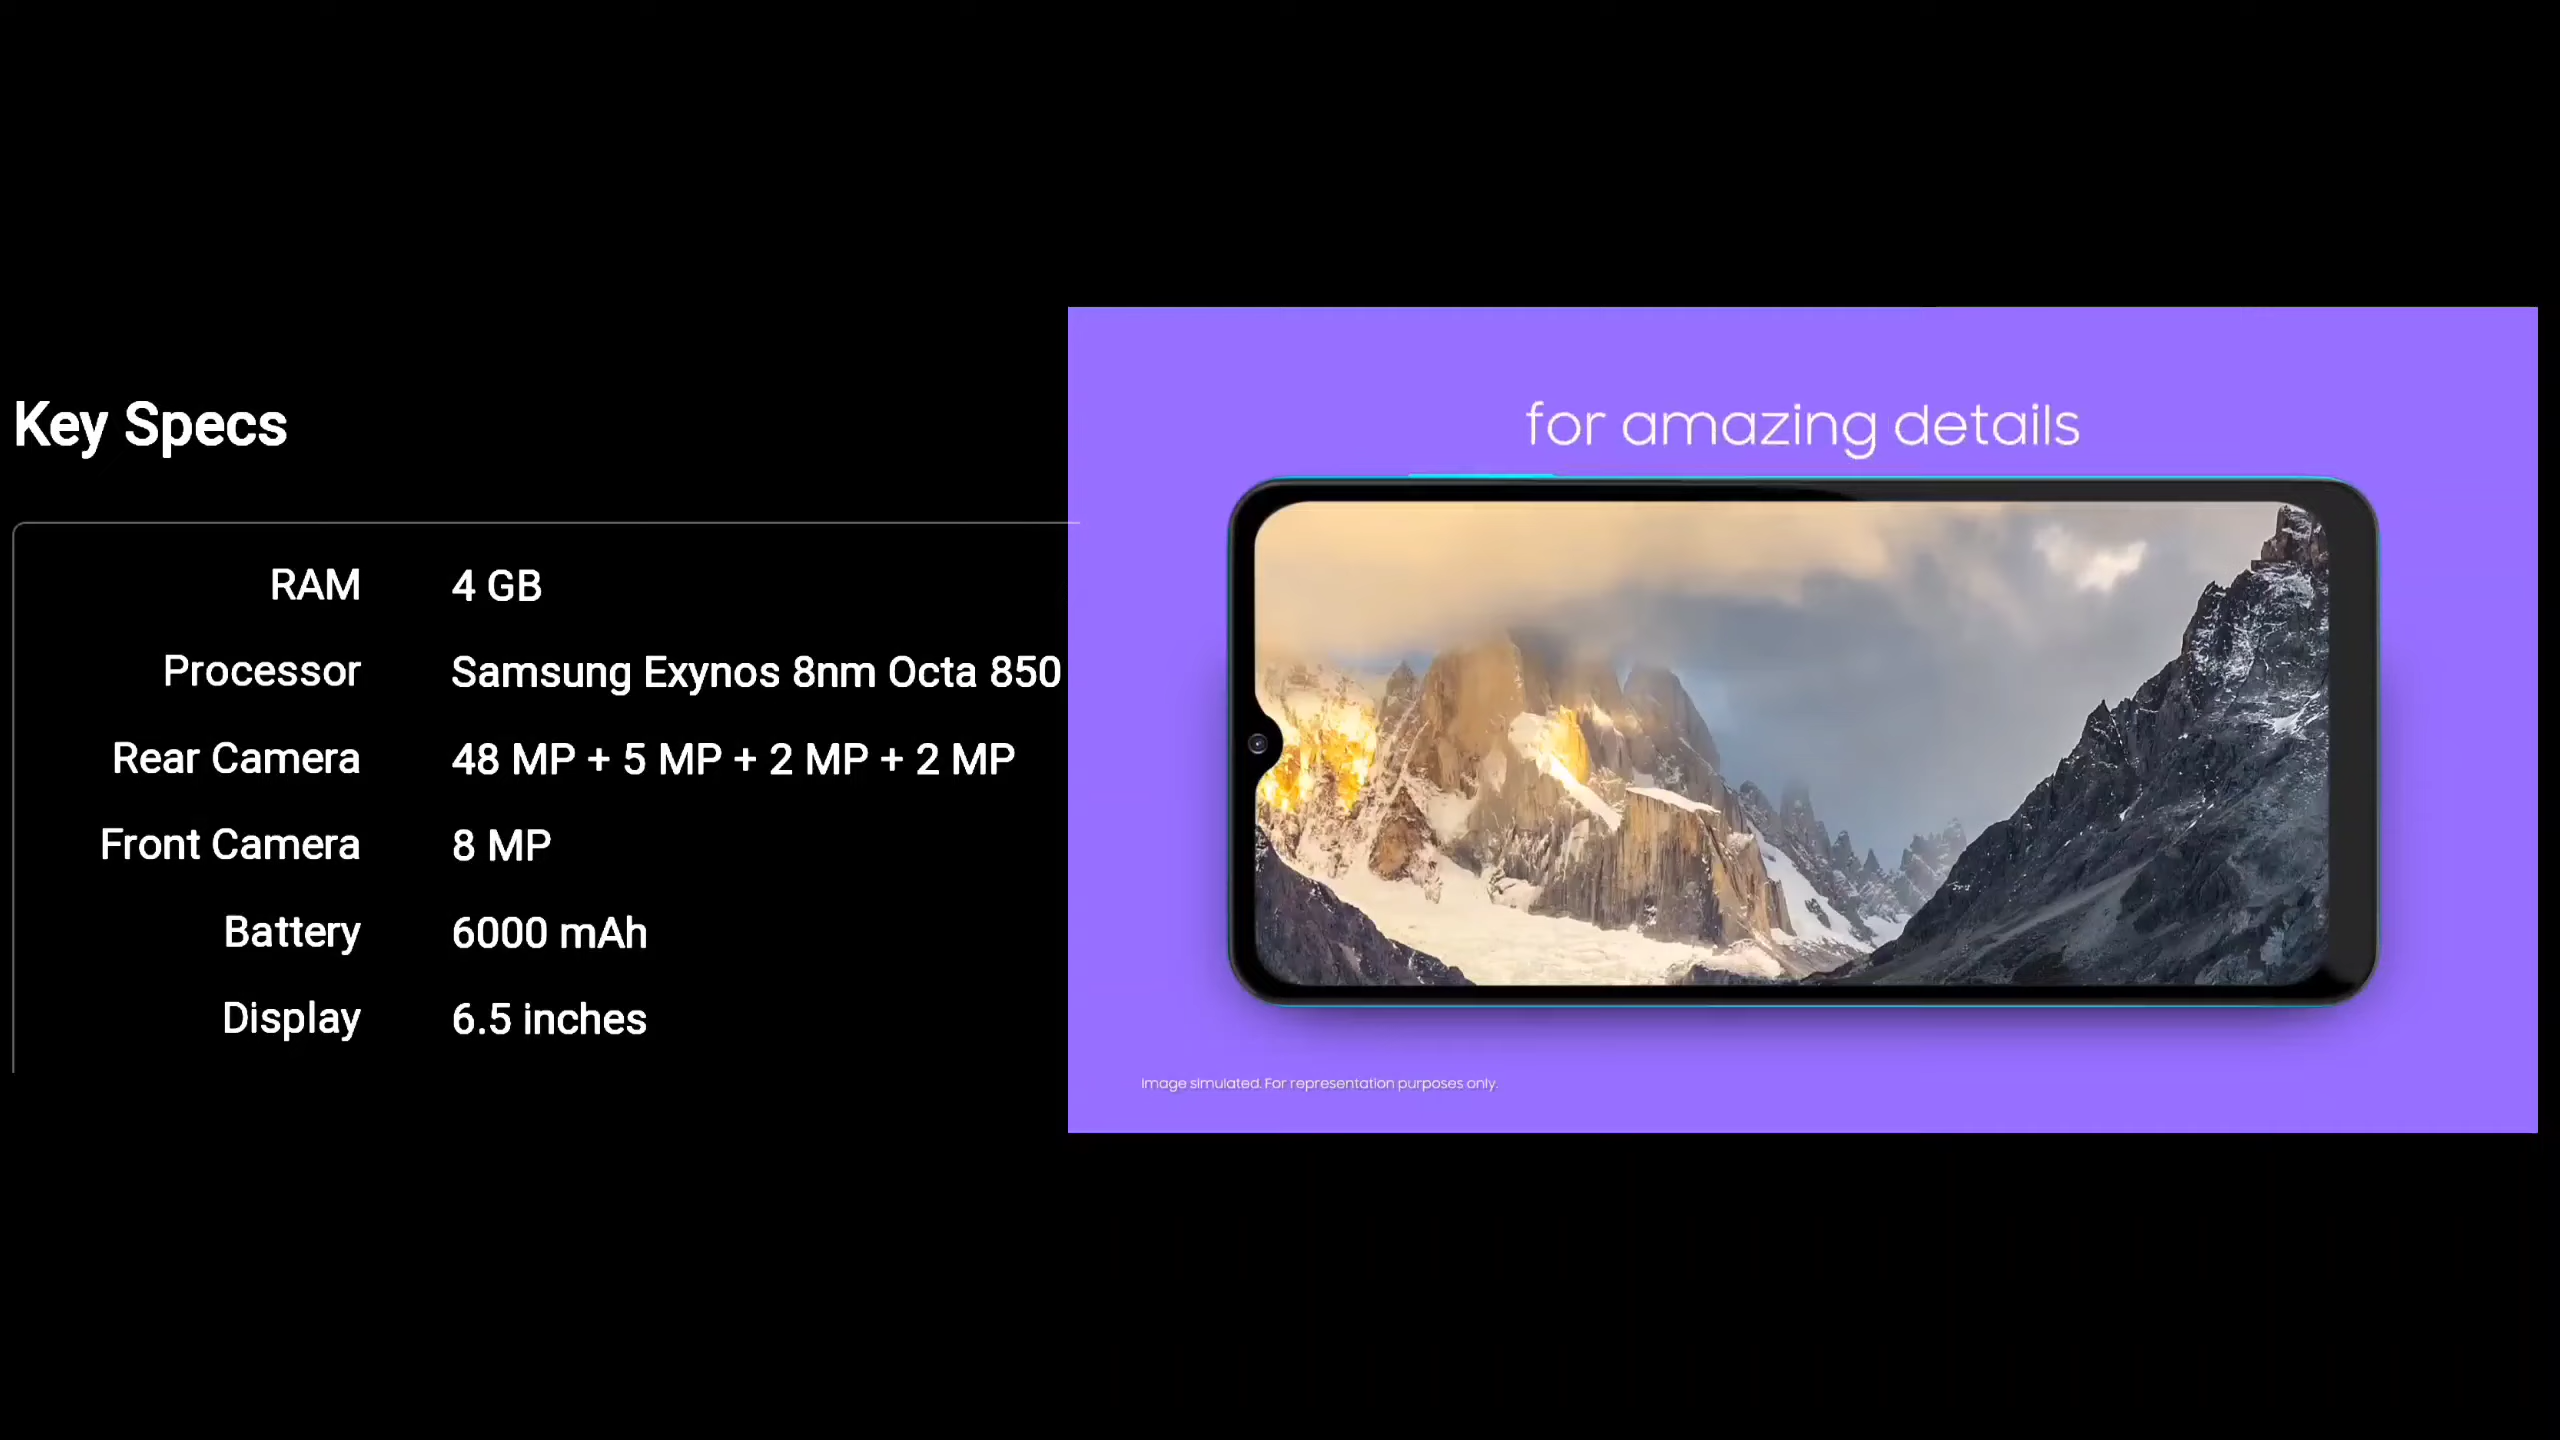 Key Specs
RAM 4 GB
Processor Samsung Exynos 8nm Octa 850
Rear Camera 48 MP + 5 MP + 2 MP + 2 MP
Front Camera 8 MP
Battery 6000 mAh
Display 6.5 inches
for amazing details
Image simulated. For representation purposes only.